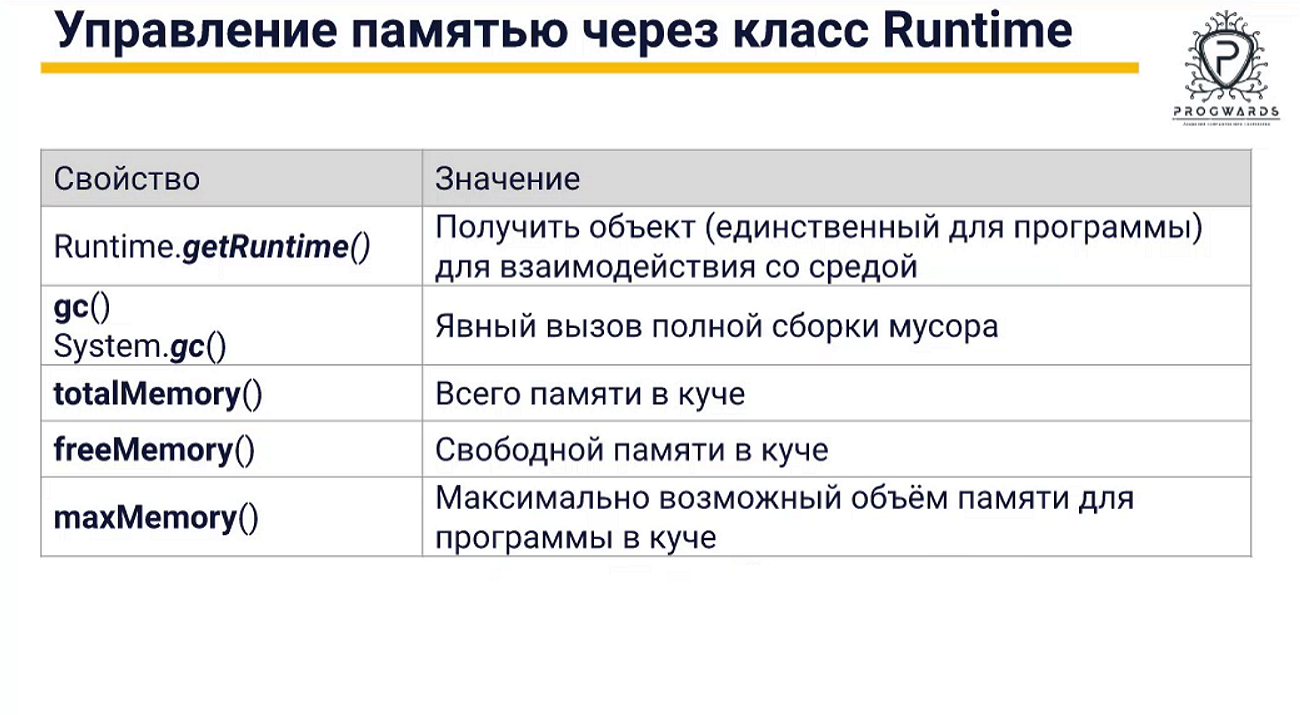 Управление памятью через класс Runtime
PROGWARDS
Свойство
Значение
Runtime.getRuntime()
Получить объект (единственный для программы)
для взаимодействия со средой
gc()
System.gc()
Явный вызов полной сборки мусора
totalMemory()
Всего памяти в куче
freeMemory()
Свободной памяти в куче
maxMemory()
Максимально возможный объём памяти для
программы в куче